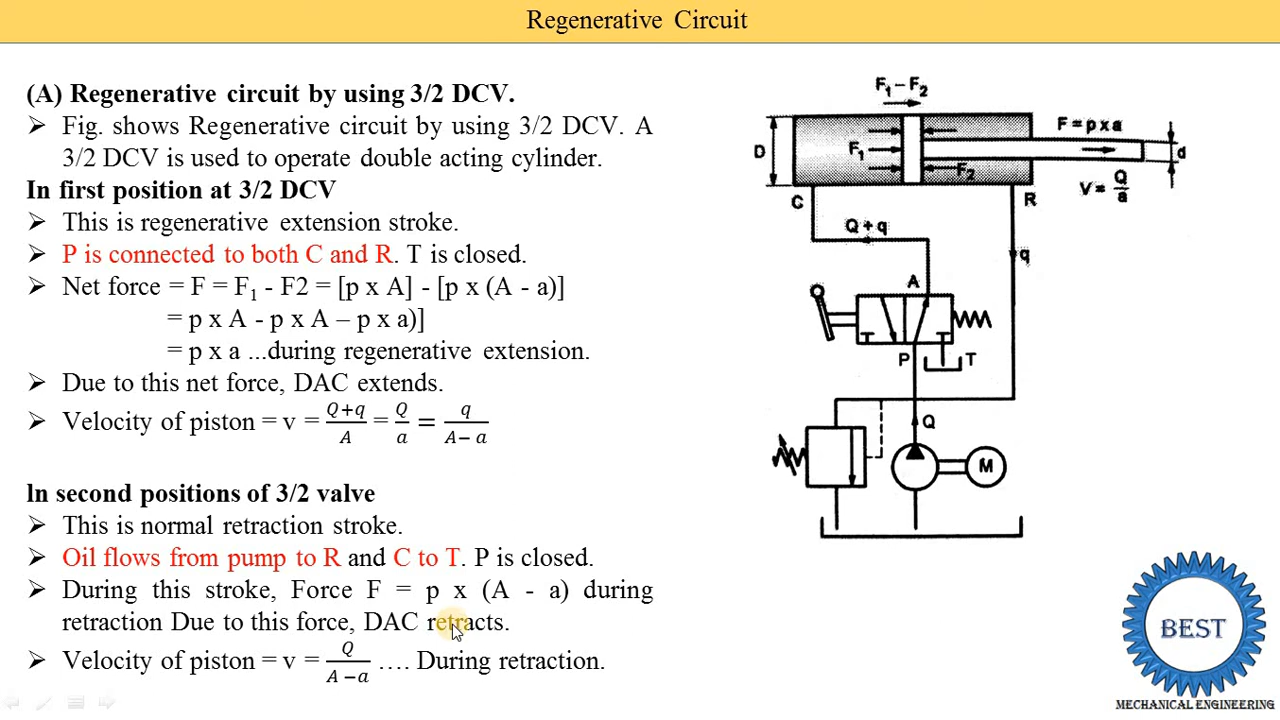 Regenerative Circuit
(A) Regenerative circuit by using 3/2 DCV.
➢ Fig. shows Regenerative circuit by using 3/2 DCV. A
3/2 DCV is used to operate double acting cylinder.
In first position at 3/2 DCV
➢ This is regenerative extension stroke.
➢ P is connected to both C and R. T is closed.
➢ Net force = F = F₁ - F2 = [p x A] - [p x (A - a)]
= p x A - p x A – p x a)]
= p x a ...during regenerative extension.
➢ Due to this net force, DAC extends.
➢ Velocity of piston = v = Q+q/A = Q/a = q/A– a
ln second positions of 3/2 valve
➢ This is normal retraction stroke.
➢ Oil flows from pump to R and C to T. P is closed.
➢ During this stroke, Force F = p x (A - a) during
retraction Due to this force, DAC retracts.
➢ Velocity of piston = v = Q/A –a …. During retraction.
F₁–F₂
F=pxa
D
F₁
F₂
d
V=Q/a
C
R
Q+q
q
A
T
T
P
T
Q
M
BEST
MECHANICAL ENGINEERING